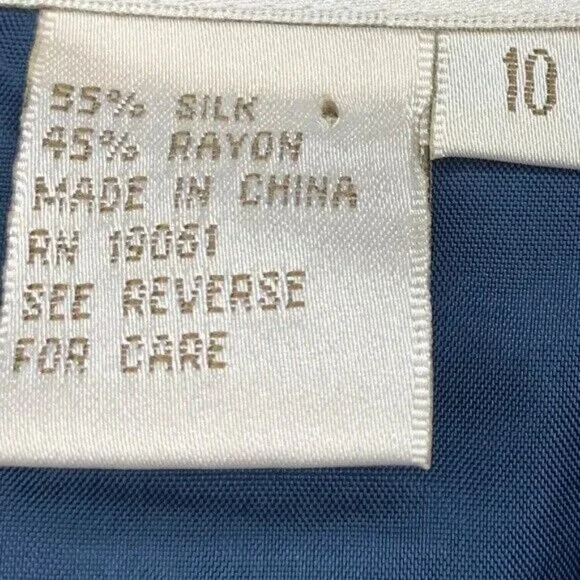 55% SILK
45% RAYON
MADE IN CHINA
RN 19061
SEE REVERSE
FOR CARE
10